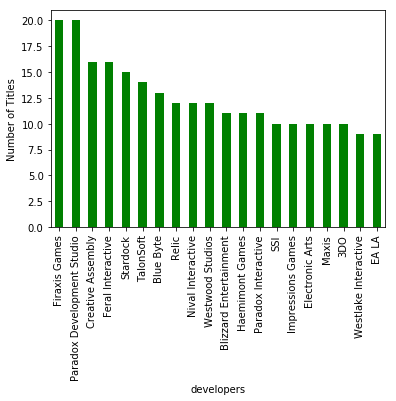 Number of Titles
20.0
17.5
15.0
12.5
10.0
7.5
5.0
2.5
0.0
Firaxis Games
Paradox Development Studio
Creative Assembly
Feral Interactive
Stardock
TalonSoft
Blue Byte
Relic
Nival Interactive
Westwood Studios
Blizzard Entertainment
Haemimont Games
Paradox Interactive
SSI
Impressions Games
Electronic Arts
Maxis
3DO
Westlake Interactive
EA LA
developers